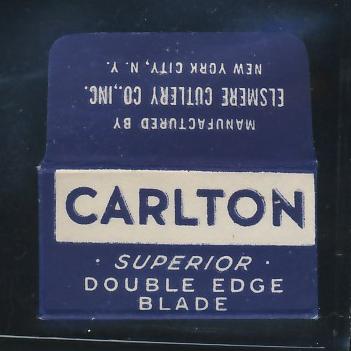 MANUFACTURED BY
ELSMERE CUTLERY CO., INC.
NEW YORK CITY, N. Y.
CARLTON
· SUPERIOR ·
DOUBLE EDGE
BLADE